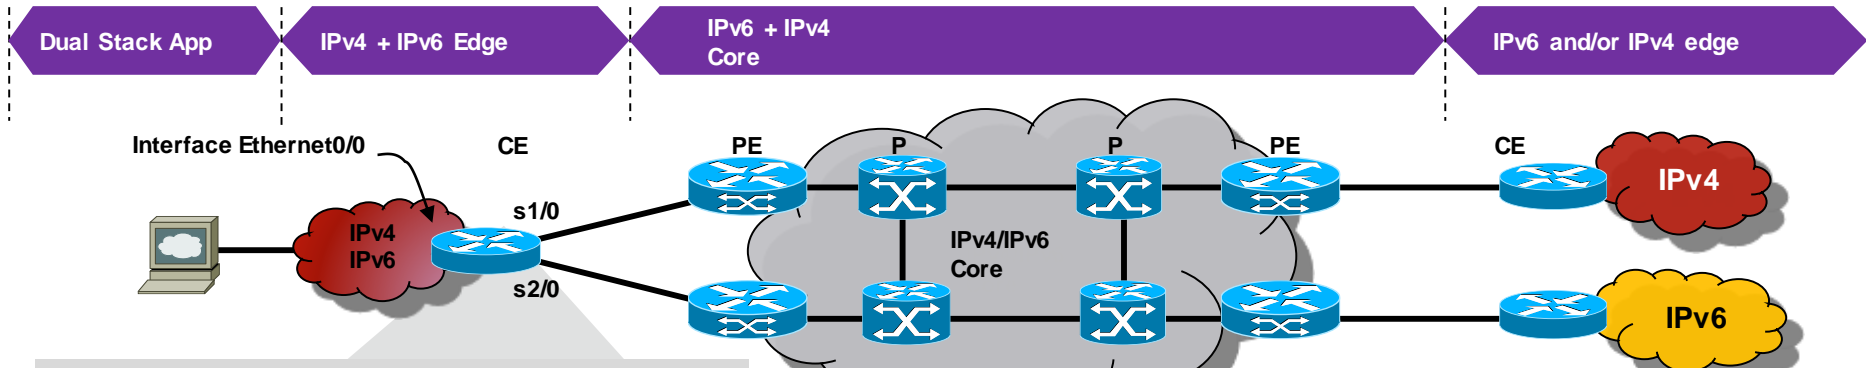 Dual Stack App
IPv4 + IPv6 Edge
IPv6 + IPv4
Core
IPv6 and/or IPv4 edge
Interface Ethernet0/0
CE
PE
P
P
PE
CE
s1/0
IPv4
IPv6
s2/0
IPv4/IPv6
Core
IPv4
IPv6